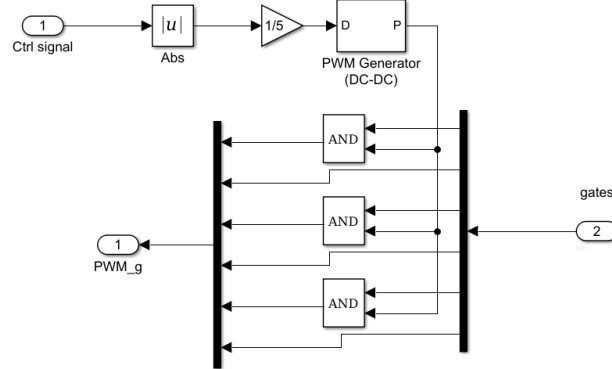 1
Ctrl signal
|u|
Abs
1/5
D
P
PWM Generator
(DC-DC)
AND
gates
AND
2
1
PWM_g
AND